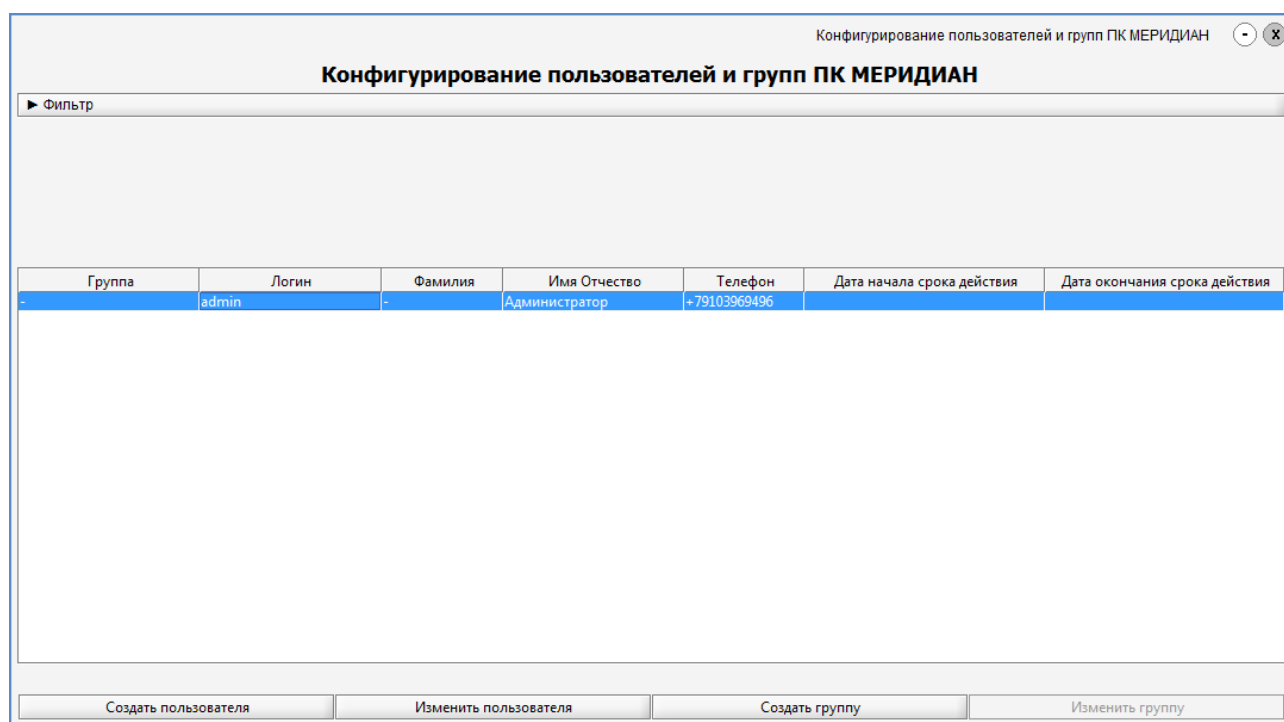 Конфигурирование пользователей и групп ПК МЕРИДИАН - X
Конфигурирование пользователей и групп ПК МЕРИДИАН
► Фильтр
Группа Логин Фамилия Имя Отчество Телефон Дата начала срока действия Дата окончания срока действия
- admin - Администратор +79103969496
Создать пользователя Изменить пользователя Создать группу Изменить группу